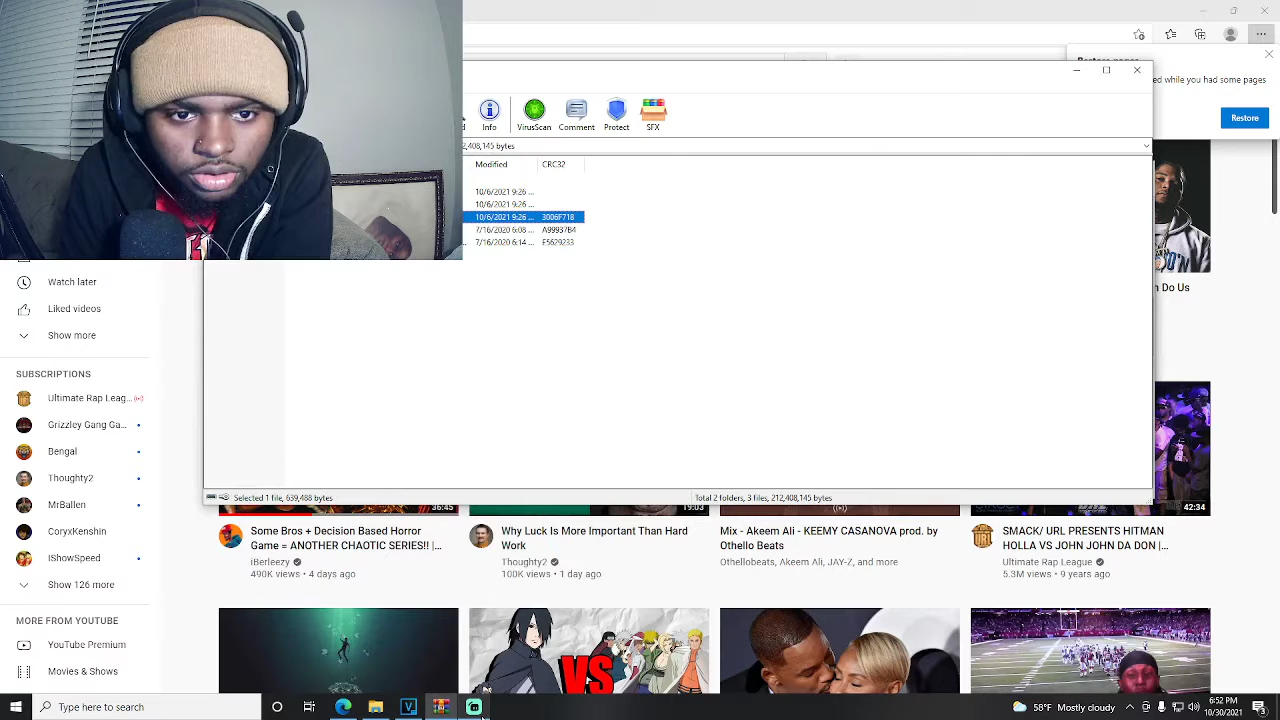 Restore
ed while you had some pages
Info
VirusScan
Comment
Protect
SFX
2,408,145 bytes
Modified
CRC32
10/6/2021 9:26 ...
10/6/2021 9:26 ...
10/6/2021 9:26 ...
3006F718
7/16/2020 6:08 ...
A99937B4
7/16/2020 6:14 ...
E5629233
Watch later
Liked videos
Show more
SUBSCRIPTIONS
Ultimate Rap Leag...
Grizzley Gang Ga...
Bengal
Thoughty2
MrBallen
CoryxKenshin
IShowSpeed
Show 126 more
MORE FROM YOUTUBE
YouTube Premium
Movies & Shows
h Do Us
Selected 1 file, 639,488 bytes
Total 2 folders, 3 files, 212,408,145 bytes
36:45
19:03
42:34
Some Bros + Decision Based Horror
Game = ANOTHER CHAOTIC SERIES!! |...
iBerleezy
490K views • 4 days ago
Why Luck Is More Important Than Hard
Work
Thoughty2
100K views • 1 day ago
Mix - Akeem Ali - KEEMY CASANOVA prod. by
Othello Beats
Othellobeats, Akeem Ali, JAY-Z, and more
SMACK/ URL PRESENTS HITMAN
HOLLA VS JOHN JOHN DA DON |...
Ultimate Rap League
5.3M views • 9 years ago
VS
Type here to search
58°F Mostly cloudy
6:52 PM
10/30/2021